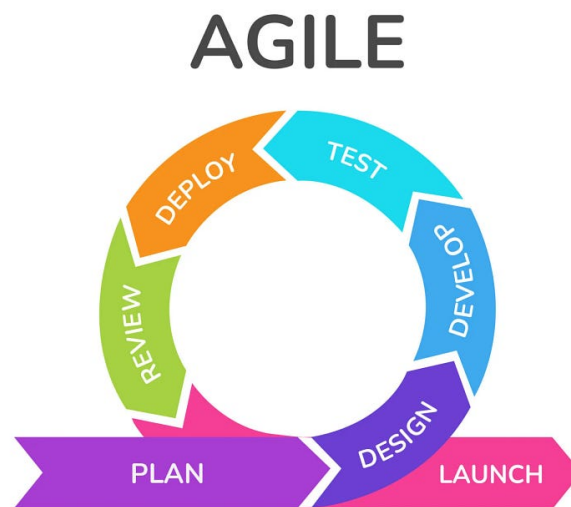 AGILE
PLAN
DESIGN
DEVELOP
TEST
DEPLOY
REVIEW
LAUNCH